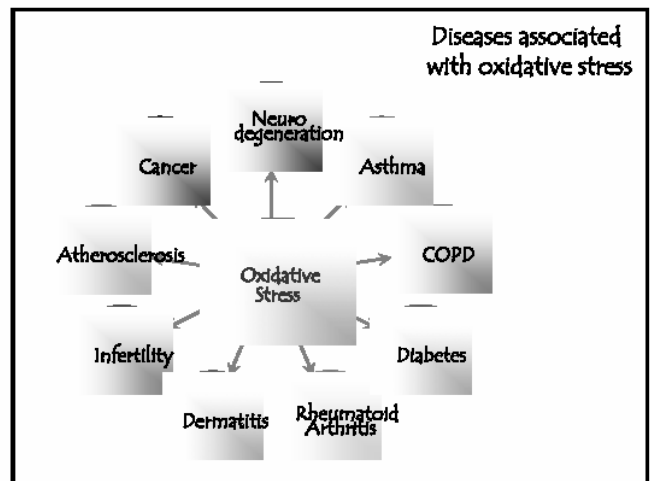 Diseases associated
with oxidative stress
Neuro
degeneration
Cancer
Asthma
Atherosclerosis
COPD
Oxidative
Stress
Infertility
Diabetes
Dermatitis
Rheumatoid
Arthritis